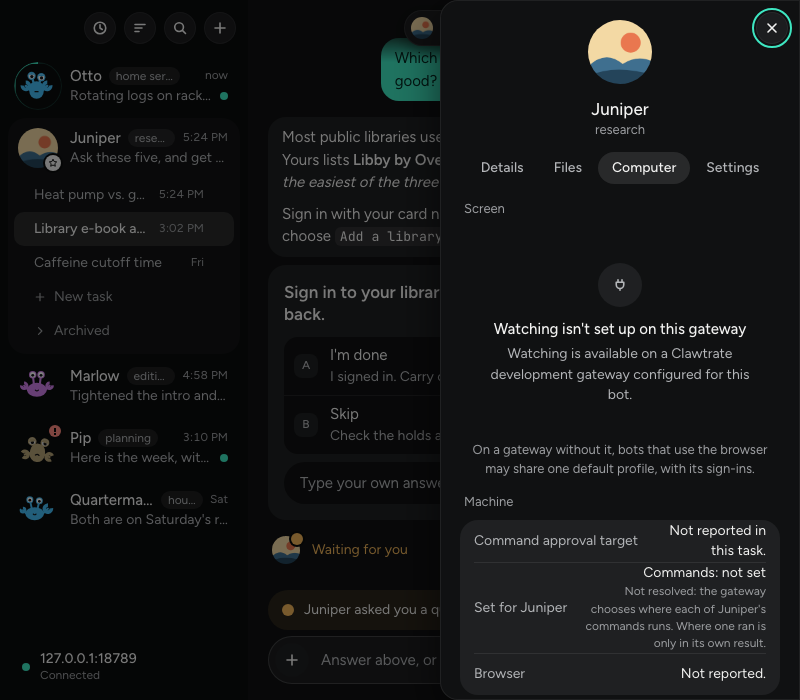 Otto
home ser...
now
Rotating logs on rack...
Juniper
rese...
5:24 PM
Ask these five, and get ...
Heat pump vs. g...
5:24 PM
Library e-book a...
3:02 PM
Caffeine cutoff time
Fri
+ New task
> Archived
Marlow
editi...
4:58 PM
Tightened the intro and...
Pip
planning
3:10 PM
Here is the week, wit...
Quarterma...
hou...
Sat
Both are on Saturday's r...
127.0.0.1:18789
Connected
Which
good?
Most public libraries use
Yours lists Libby by Ove
the easiest of the three
Sign in with your card n
choose Add a library
Sign in to your librar
back.
A
I'm done
I signed in. Carry
B
Skip
Check the holds a
Type your own answe
Waiting for you
Juniper asked you a q
+ Answer above, or
Juniper
research
Details
Files
Computer
Settings
Screen
Watching isn't set up on this gateway
Watching is available on a Clawtrate
development gateway configured for this
bot.
On a gateway without it, bots that use the browser
may share one default profile, with its sign-ins.
Machine
Command approval target
Not reported in
this task.
Set for Juniper
Commands: not set
Not resolved: the gateway
chooses where each of Juniper's
commands runs. Where one ran is
only in its own result.
Browser
Not reported.